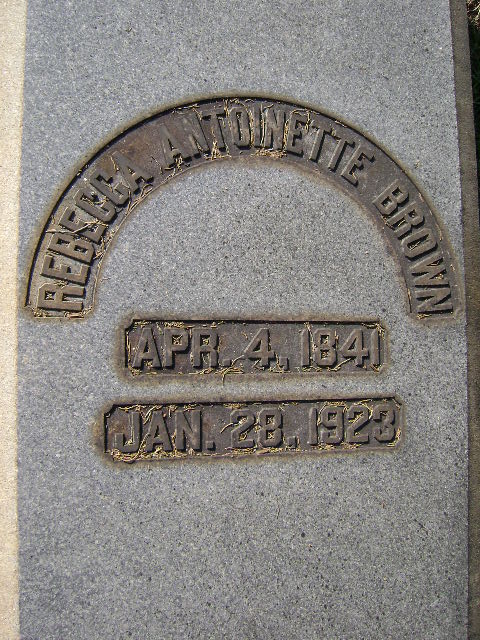 REBECCA ANTOINETTE BROWN
APR. 4, 1841
JAN. 28, 1923